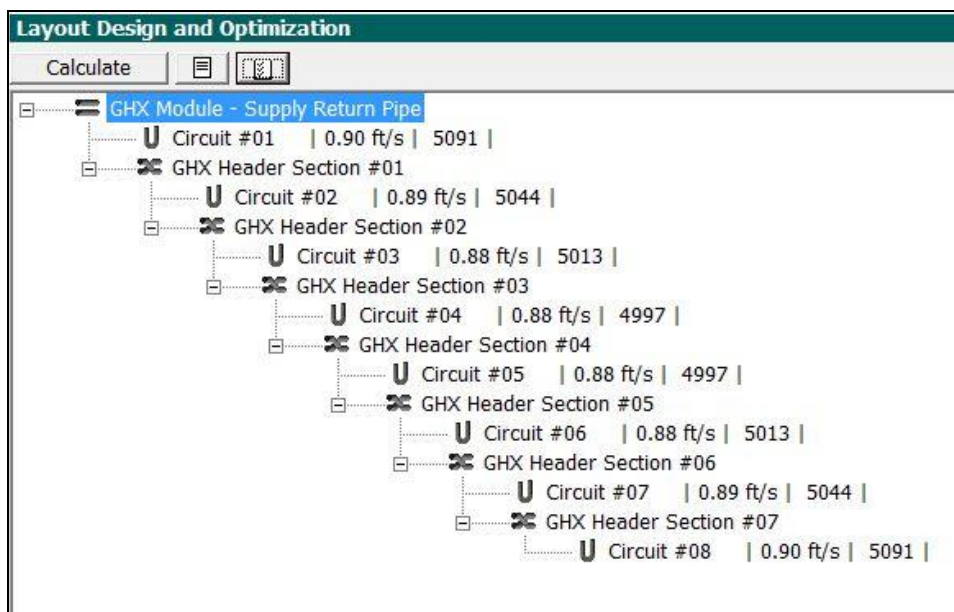 Layout Design and Optimization
Calculate
GHX Module - Supply Return Pipe
Circuit #01 | 0.90 ft/s | 5091 |
GHX Header Section #01
Circuit #02 | 0.89 ft/s | 5044 |
GHX Header Section #02
Circuit #03 | 0.88 ft/s | 5013 |
GHX Header Section #03
Circuit #04 | 0.88 ft/s | 4997 |
GHX Header Section #04
Circuit #05 | 0.88 ft/s | 4997 |
GHX Header Section #05
Circuit #06 | 0.88 ft/s | 5013 |
GHX Header Section #06
Circuit #07 | 0.89 ft/s | 5044 |
GHX Header Section #07
Circuit #08 | 0.90 ft/s | 5091 |